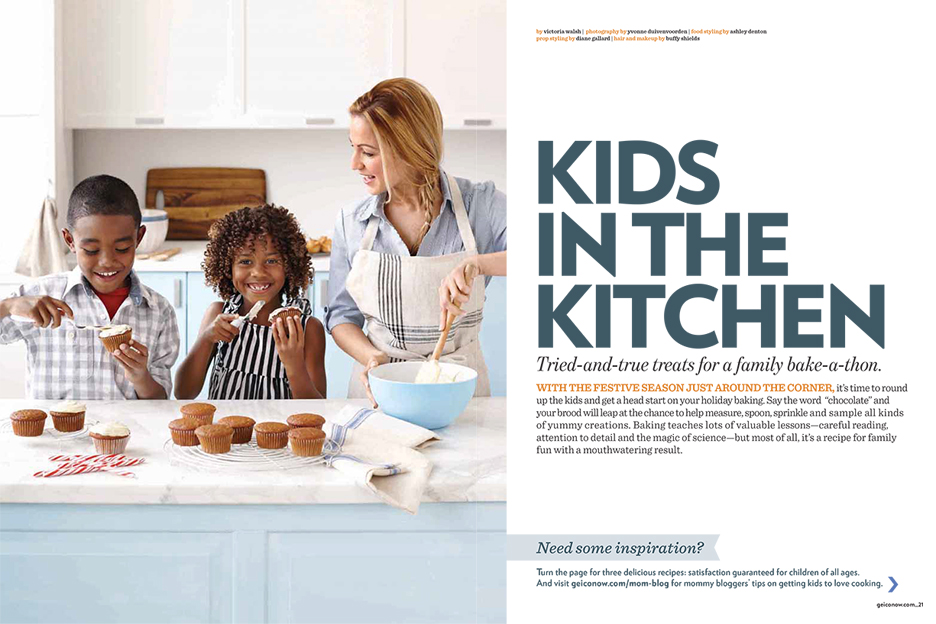 by victoria walsh | photography by yvonne duivenvoorden | food styling by ashley denton
prop styling by diane gallard | hair and makeup by buffy shields
KIDS
IN THE
KITCHEN
Tried-and-true treats for a family bake-a-thon.
WITH THE FESTIVE SEASON JUST AROUND THE CORNER, it’s time to round
up the kids and get a head start on your holiday baking. Say the word “chocolate” and
your brood will leap at the chance to help measure, spoon, sprinkle and sample all kinds
of yummy creations. Baking teaches lots of valuable lessons—careful reading,
attention to detail and the magic of science—but most of all, it’s a recipe for family
fun with a mouthwatering result.
Need some inspiration?
Turn the page for three delicious recipes: satisfaction guaranteed for children of all ages.
And visit geiconow.com/mom-blog for mommy bloggers’ tips on getting kids to love cooking.
geiconow.com_21